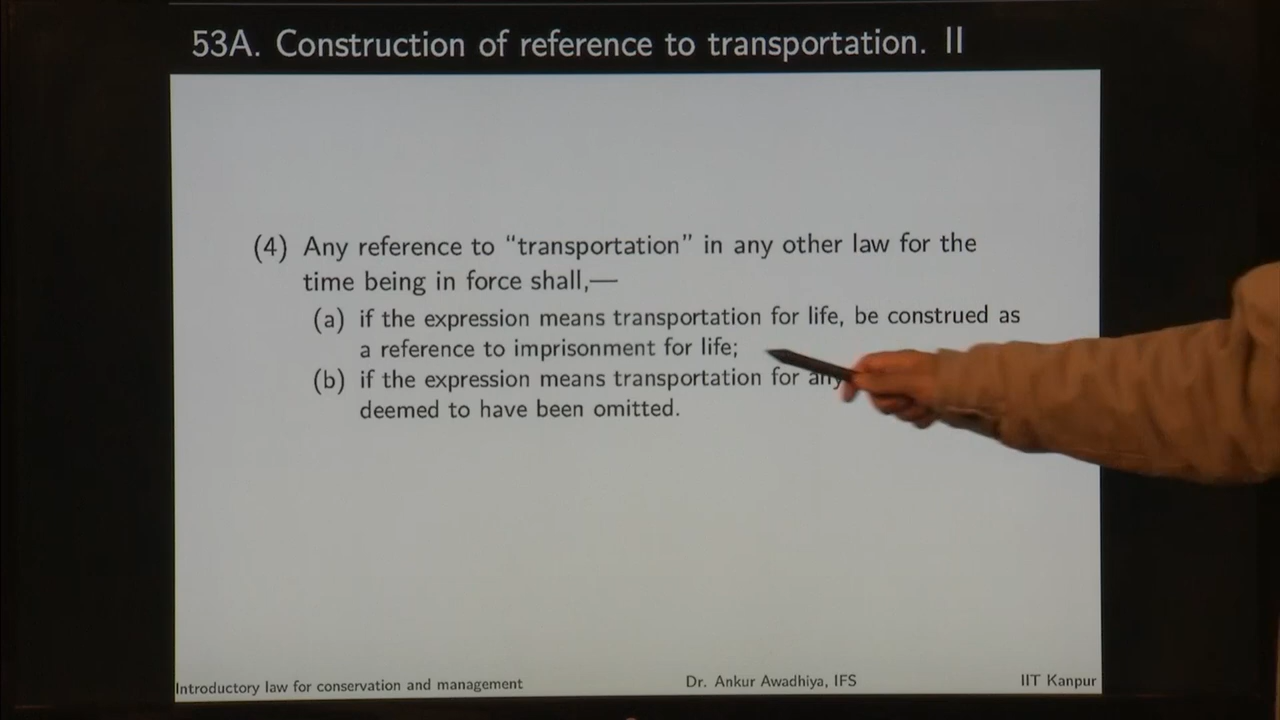 53A. Construction of reference to transportation. II
(4) Any reference to “transportation” in any other law for the
time being in force shall,—
(a) if the expression means transportation for life, be construed as
a reference to imprisonment for life;
(b) if the expression means transportation for any
deemed to have been omitted.
Introductory law for conservation and management Dr. Ankur Awadhiya, IFS IIT Kanpur